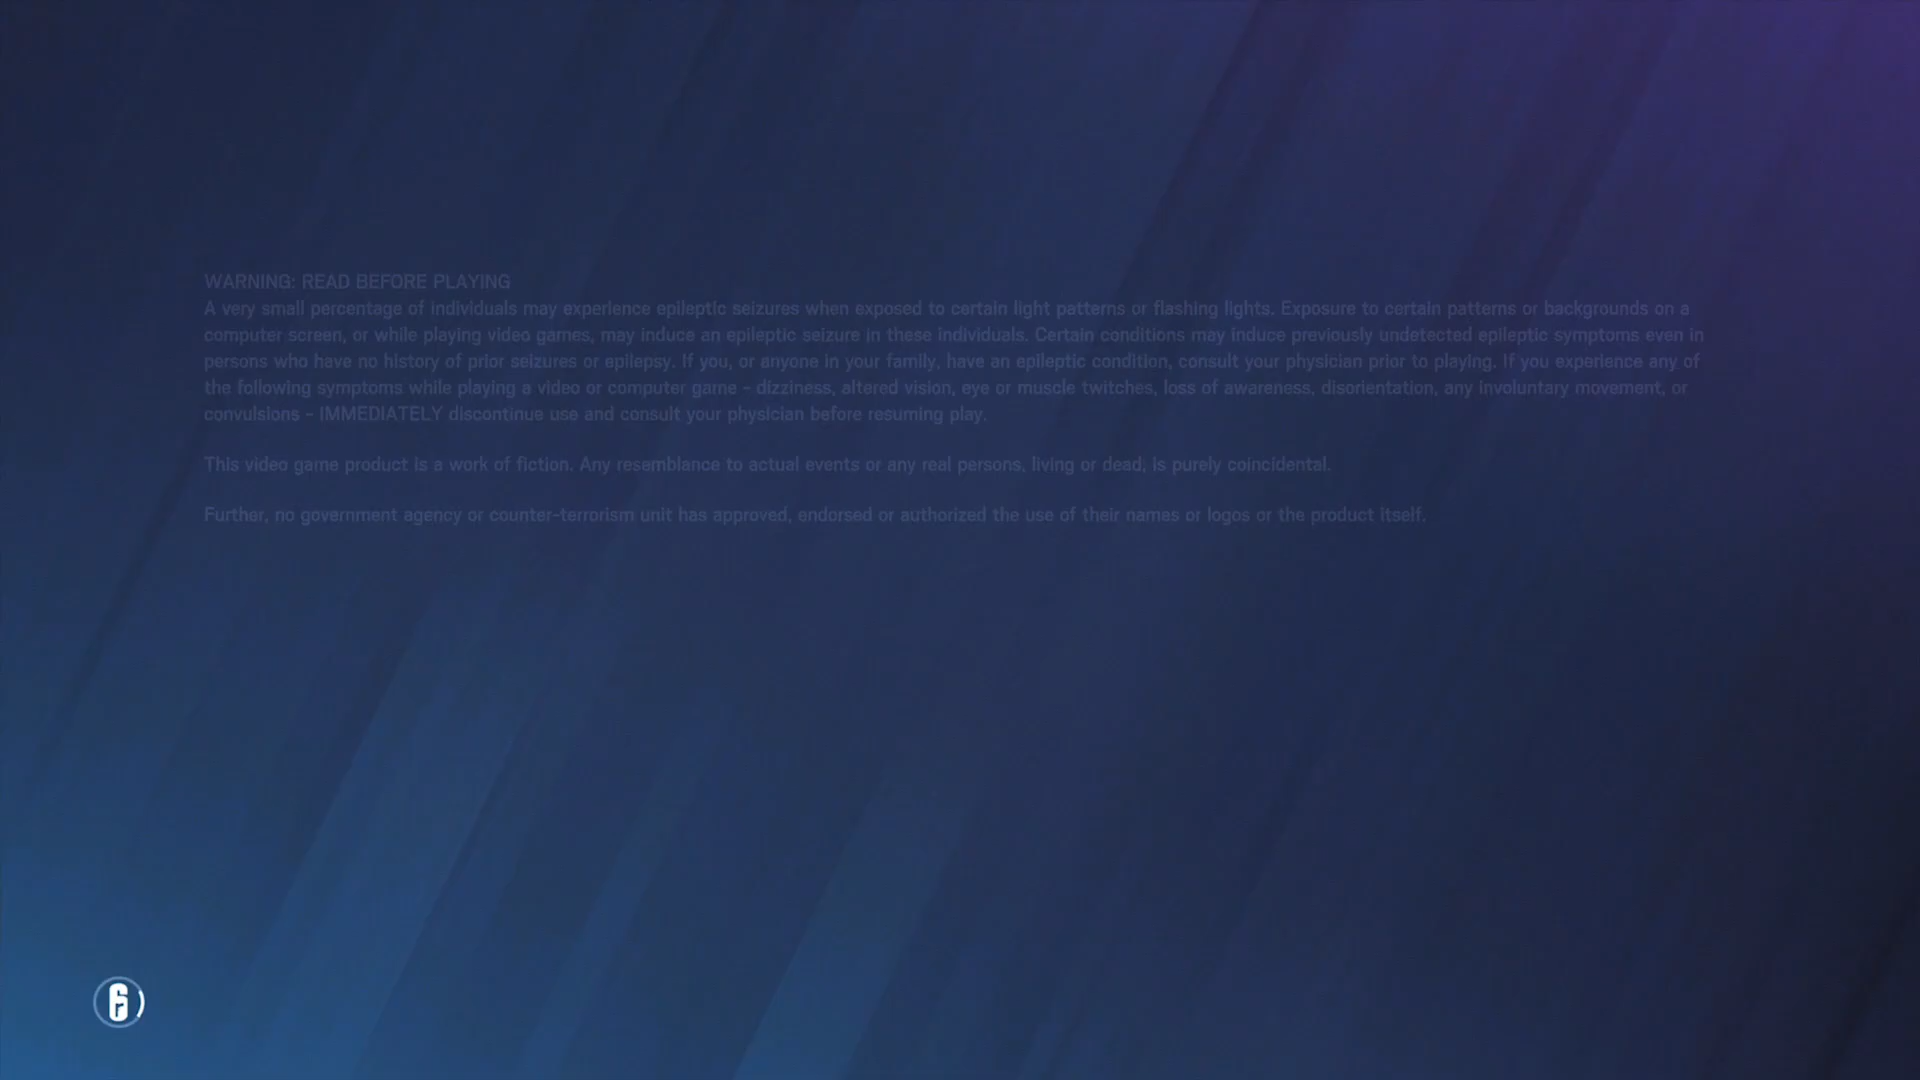 WARNING: READ BEFORE PLAYING
A very small percentage of individuals may experience epileptic seizures when exposed to certain light patterns or flashing lights. Exposure to certain patterns or backgrounds on a
computer screen, or while playing video games, may induce an epileptic seizure in these individuals. Certain conditions may induce previously undetected epileptic symptoms even in
persons who have no history of prior seizures or epilepsy. If you, or anyone in your family, have an epileptic condition, consult your physician prior to playing. If you experience any of
the following symptoms while playing a video or computer game - dizziness, altered vision, eye or muscle twitches, loss of awareness, disorientation, any involuntary movement, or
convulsions - IMMEDIATELY discontinue use and consult your physician before resuming play.
This video game product is a work of fiction. Any resemblance to actual events or any real persons, living or dead, is purely coincidental.
Further, no government agency or counter-terrorism unit has approved, endorsed or authorized the use of their names or logos or the product itself.
6